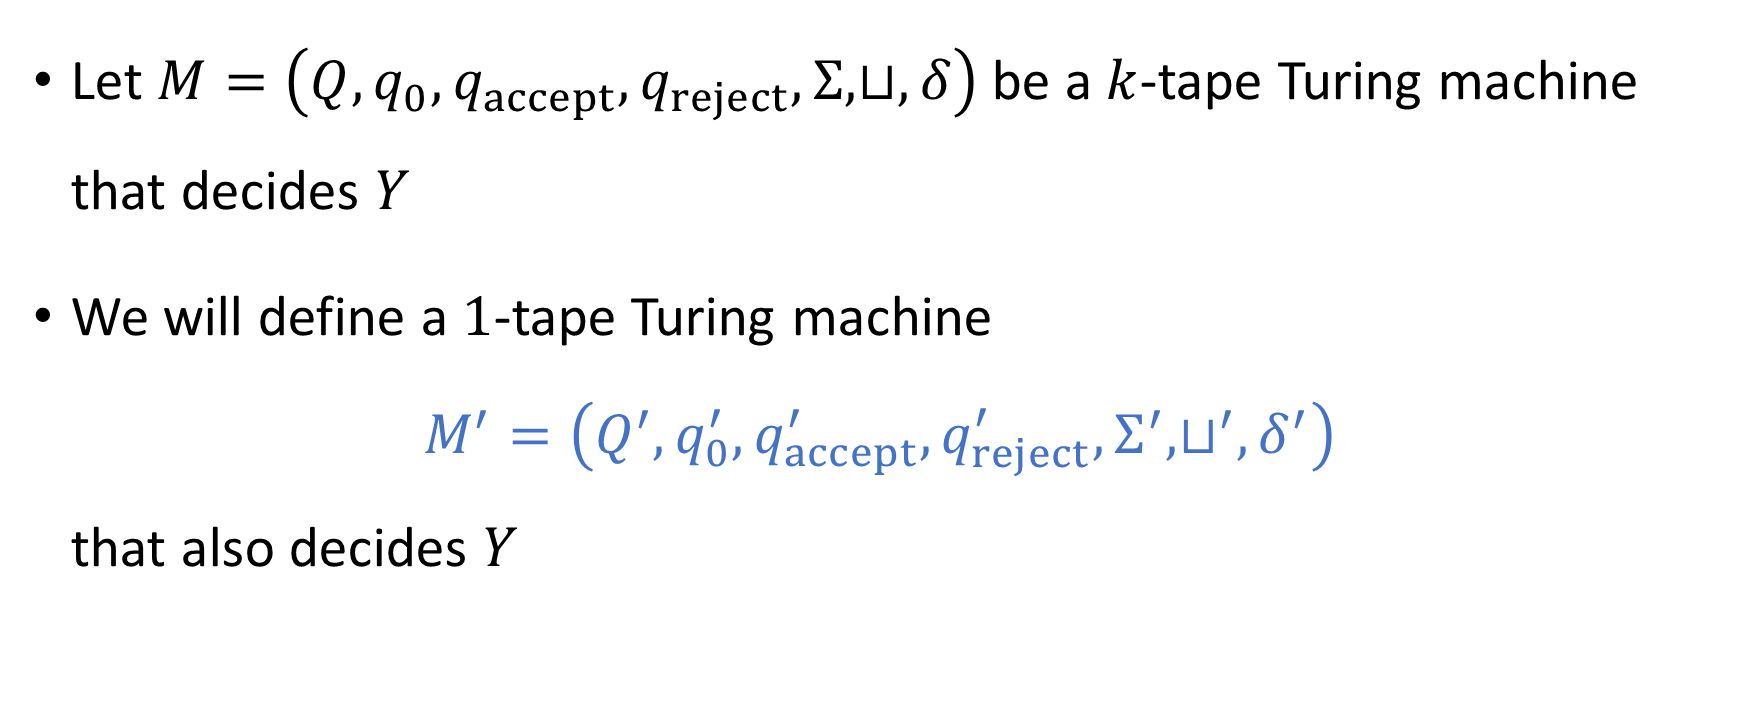 • Let M = (Q, q₀, q_accept, q_reject, Σ,⊔, δ) be a k-tape Turing machine
that decides Y
• We will define a 1-tape Turing machine
M′ = (Q′, q′₀, q′_accept, q′_reject, Σ′,⊔′, δ′)
that also decides Y